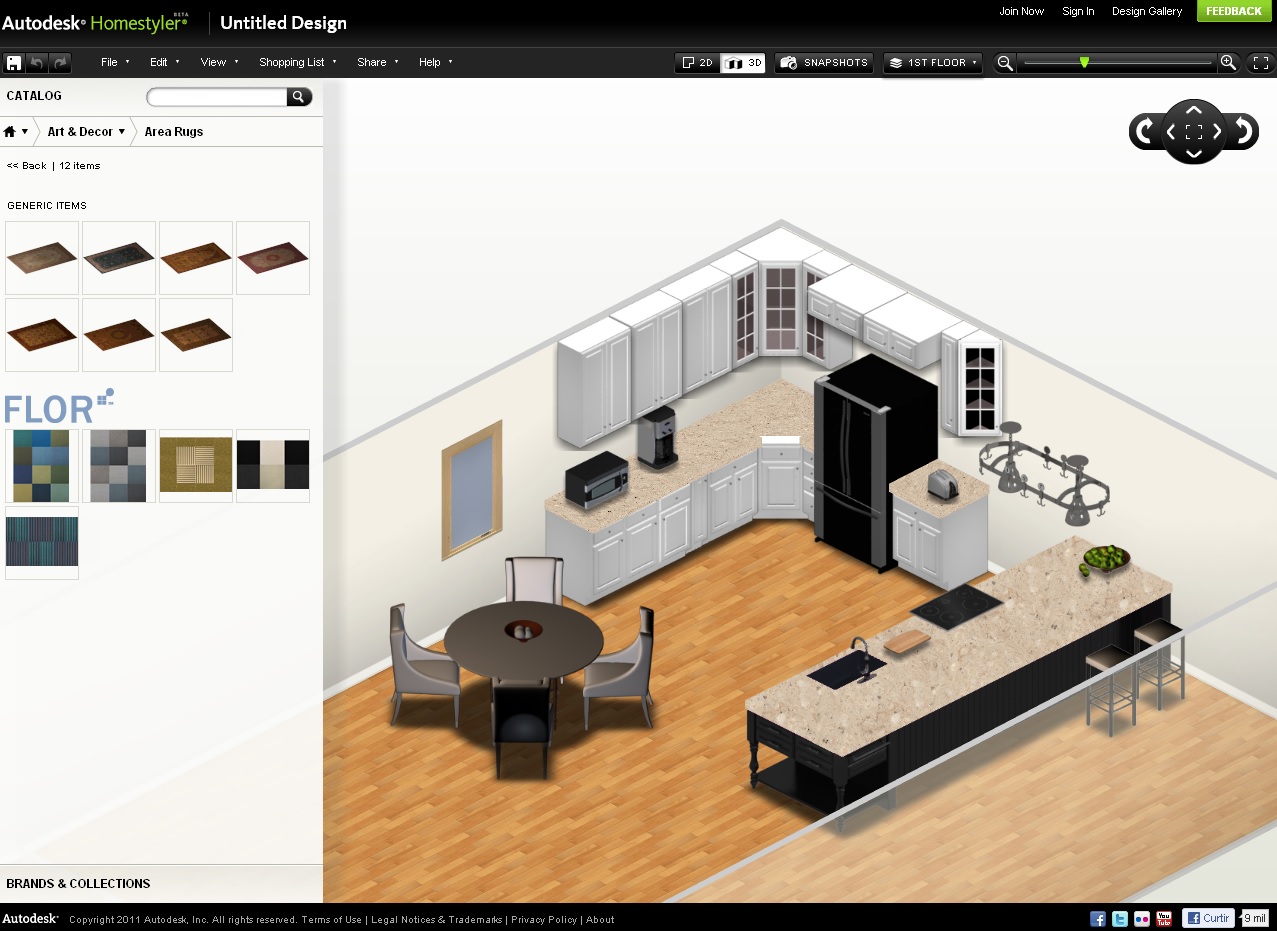 Autodesk® Homestyler® BETA Untitled Design
Join Now Sign In Design Gallery FEEDBACK
File Edit View Shopping List Share Help
2D 3D SNAPSHOTS 1ST FLOOR
CATALOG
Art & Decor Area Rugs
<< Back | 12 items
GENERIC ITEMS
FLOR
BRANDS & COLLECTIONS
Autodesk® Copyright 2011 Autodesk, Inc. All rights reserved. Terms of Use | Legal Notices & Trademarks | Privacy Policy | About
You Tube Curtir 9 mil